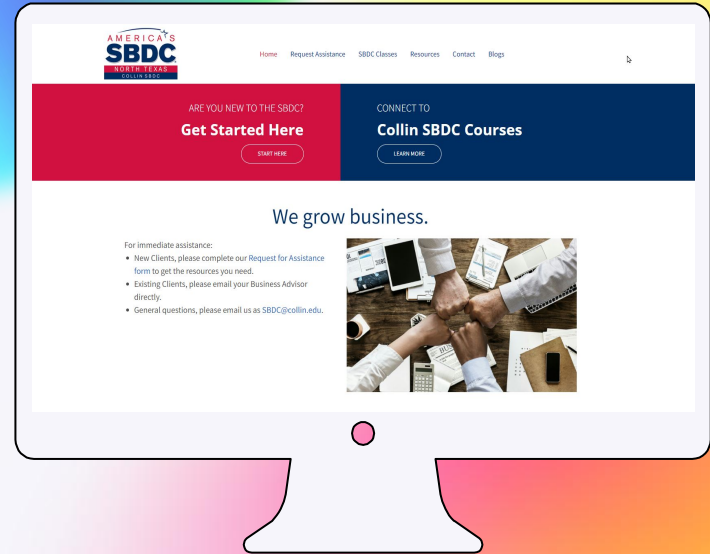 AMERICA'S
SBDC
NORTH TEXAS
COLLIN SBDC
Home Request Assistance SBDC Classes Resources Contact Blogs
ARE YOU NEW TO THE SBDC?
Get Started Here
START HERE
CONNECT TO
Collin SBDC Courses
LEARN MORE
We grow business.
For immediate assistance:
• New Clients, please complete our Request for Assistance
form to get the resources you need.
• Existing Clients, please email your Business Advisor
directly.
• General questions, please email us as SBDC@collin.edu.